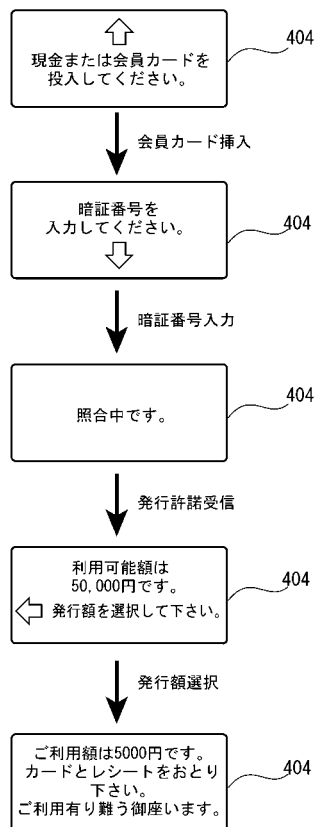 現金または会員カードを
投入してください。
404
会員カード挿入
暗証番号を
入力してください。
404
暗証番号入力
照合中です。
404
発行許諾受信
利用可能額は
50,000円です。
発行額を選択して下さい。
404
発行額選択
ご利用額は5000円です。
カードとレシートをおとり
下さい。
ご利用有り難う御座います。
404